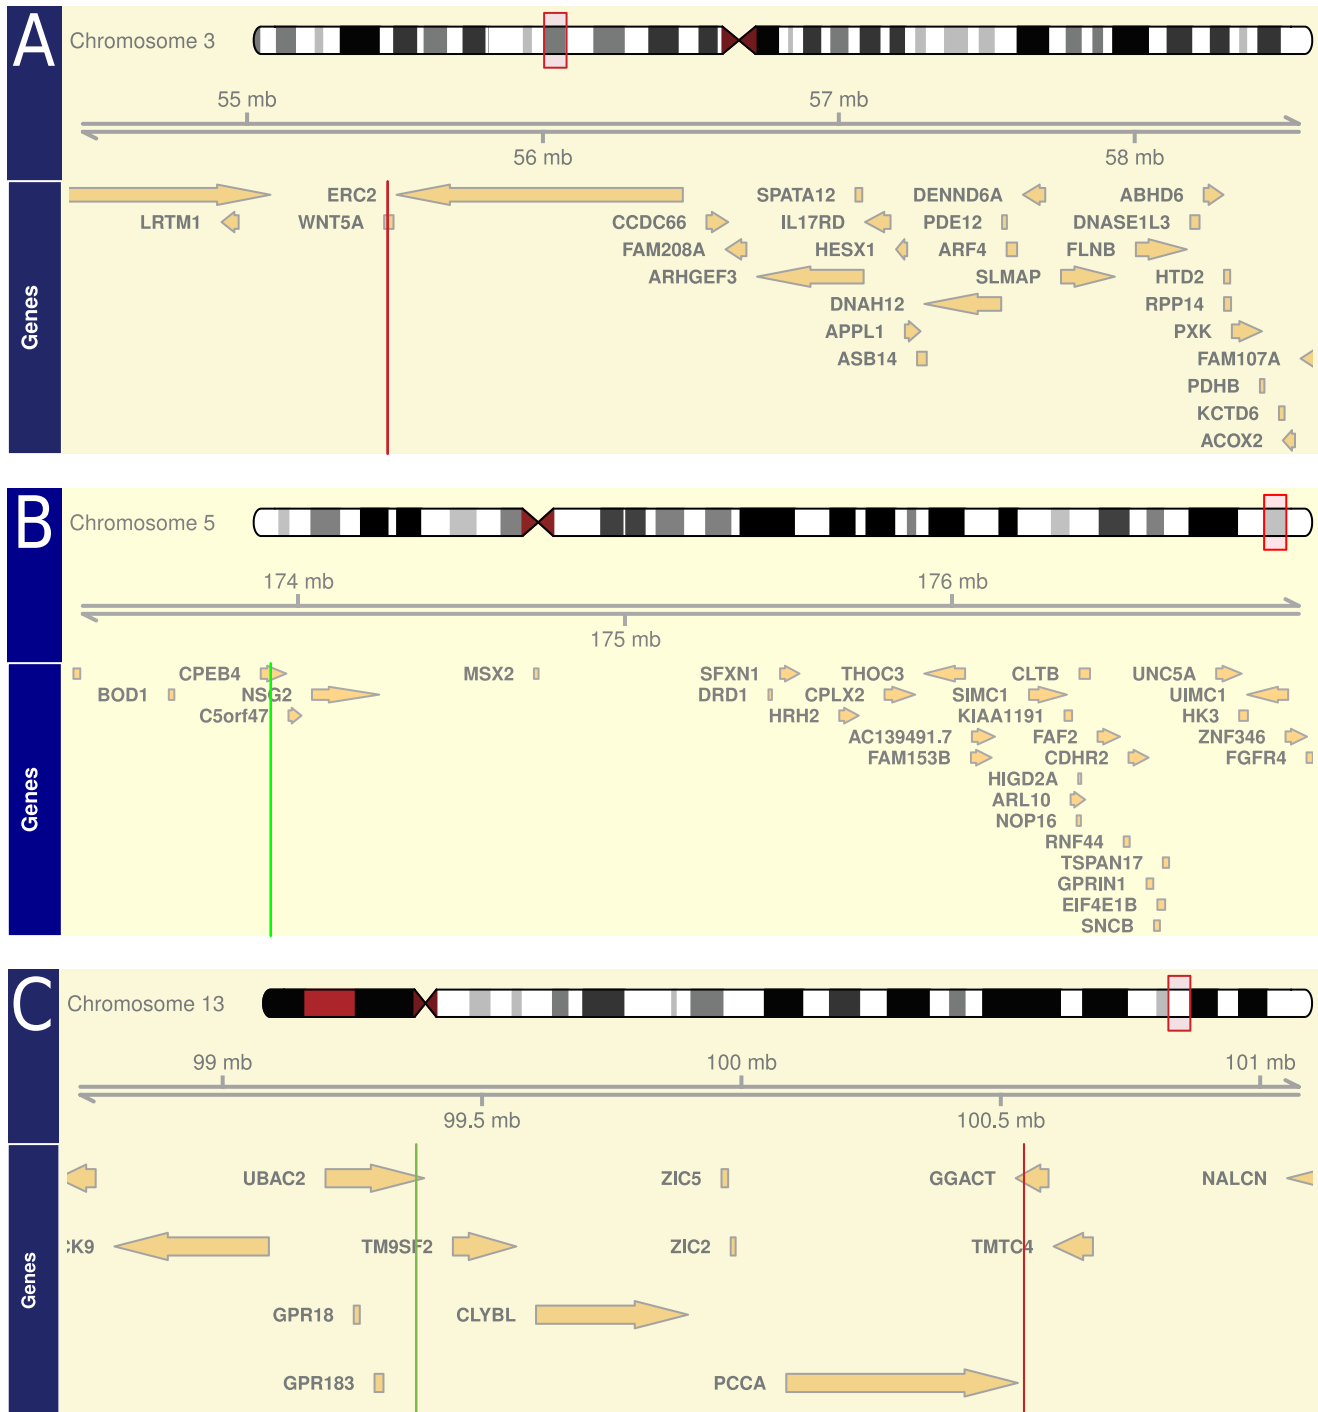 A
Chromosome 3
55 mb 57 mb
56 mb 58 mb
Genes
ERC2 SPATA12 DENND6A ABHD6
LRTM1 WNT5A CCDC66 IL17RD PDE12 DNASE1L3
FAM208A HESX1 ARF4 FLNB
ARHGEF3 SLMAP HTD2
DNAH12 RPP14
APPL1 PXK
ASB14 FAM107A
PDHB
KCTD6
ACOX2
B
Chromosome 5
174 mb 176 mb
175 mb
Genes
CPEB4 MSX2 SFXN1 THOC3 CLTB UNC5A
BOD1 NSG2 DRD1 CPLX2 SIMC1 UIMC1
C5orf47 HRH2 KIAA1191 HK3
AC139491.7 FAF2 ZNF346
FAM153B CDHR2 FGFR4
HIGD2A
ARL10
NOP16
RNF44
TSPAN17
GPRIN1
EIF4E1B
SNCB
C
Chromosome 13
99 mb 100 mb 101 mb
99.5 mb 100.5 mb
Genes
UBAC2 ZIC5 GGACT NALCN
CK9 TM9SF2 ZIC2 TMTC4
GPR18 CLYBL
GPR183 PCCA